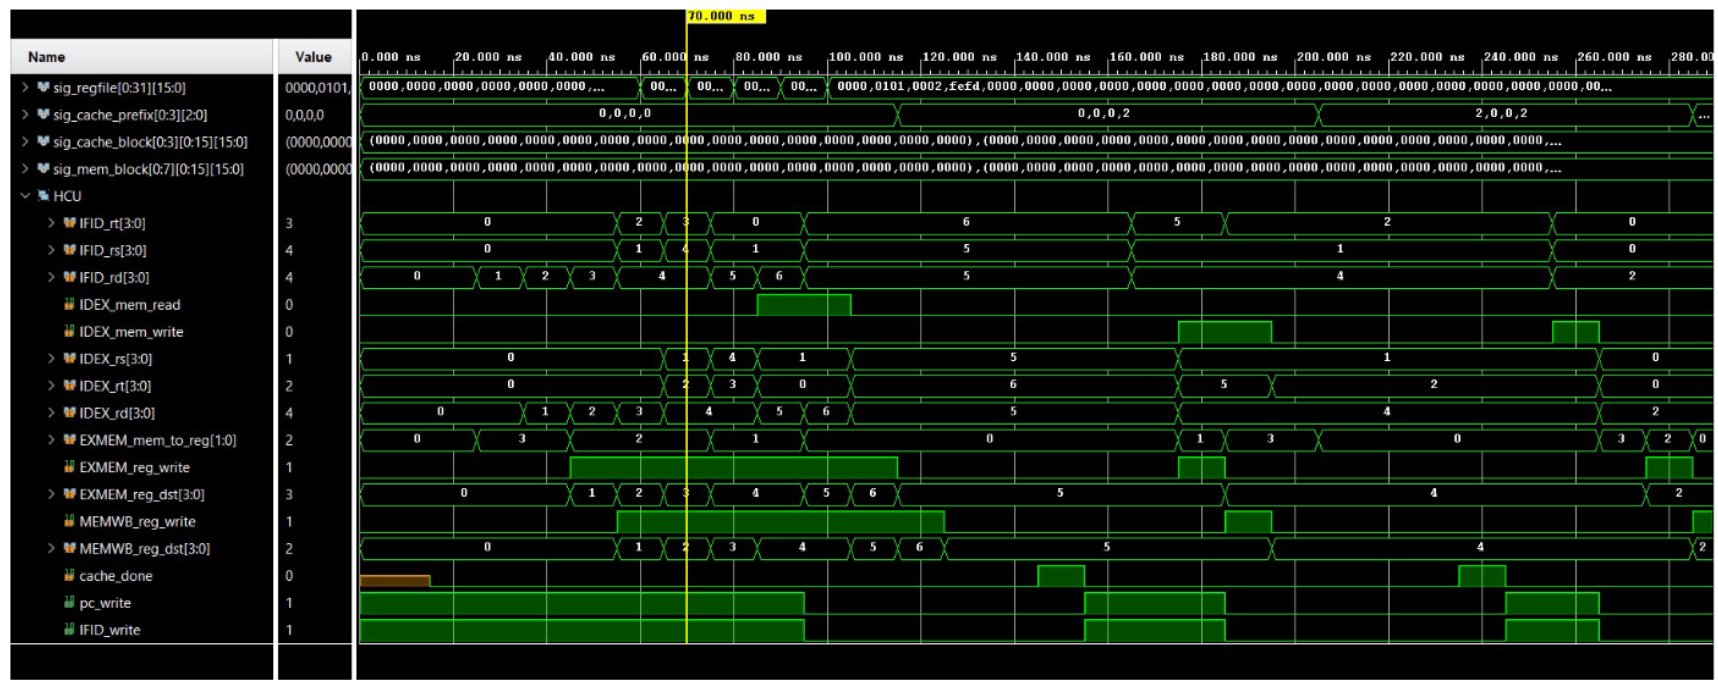 70.000 ns
Name Value 0.000 ns 20.000 ns 40.000 ns 60.000 ns 80.000 ns 100.000 ns 120.000 ns 140.000 ns 160.000 ns 180.000 ns 200.000 ns 220.000 ns 240.000 ns 260.000 ns 280.0
sig_regfile[0:31][15:0] 0000,0101, 0000,0000,0000,0000,0000,0000,... 00... 00... 00... 00... 0000,0101,0002,fefd,0000,0000,0000,0000,0000,0000,0000,0000,0000,0000,0000,0000,0000,0000,0000,0000,00...
sig_cache_prefix[0:3][2:0] 0,0,0,0 0,0,0,0 0,0,0,2 2,0,0,2 ...
sig_cache_block[0:3][0:15][15:0] (0000,0000 (0000,0000,0000,0000,0000,0000,0000,0000,0000,0000,0000,0000,0000,0000,0000,0000),(0000,0000,0000,0000,0000,0000,0000,0000,0000,0000,0000,0000,0000,0000,0000,...
sig_mem_block[0:7][0:15][15:0] (0000,0000 (0000,0000,0000,0000,0000,0000,0000,0000,0000,0000,0000,0000,0000,0000,0000,0000),(0000,0000,0000,0000,0000,0000,0000,0000,0000,0000,0000,0000,0000,0000,0000,...
HCU
IFID_rt[3:0] 3 0 2 3 0 6 5 2 0
IFID_rs[3:0] 4 0 1 4 1 5 1 0
IFID_rd[3:0] 4 0 1 2 3 4 5 6 5 4 2
IDEX_mem_read 0
IDEX_mem_write 0
IDEX_rs[3:0] 1 0 1 4 1 5 1 0
IDEX_rt[3:0] 2 0 2 3 0 6 5 2 0
IDEX_rd[3:0] 4 0 1 2 3 4 5 6 5 4 2
EXMEM_mem_to_reg[1:0] 2 0 3 2 1 0 1 3 0 3 2 0
EXMEM_reg_write 1
EXMEM_reg_dst[3:0] 3 0 1 2 3 4 5 6 5 4 2
MEMWB_reg_write 1
MEMWB_reg_dst[3:0] 2 0 1 2 3 4 5 6 5 4 2
cache_done 0
pc_write 1
IFID_write 1